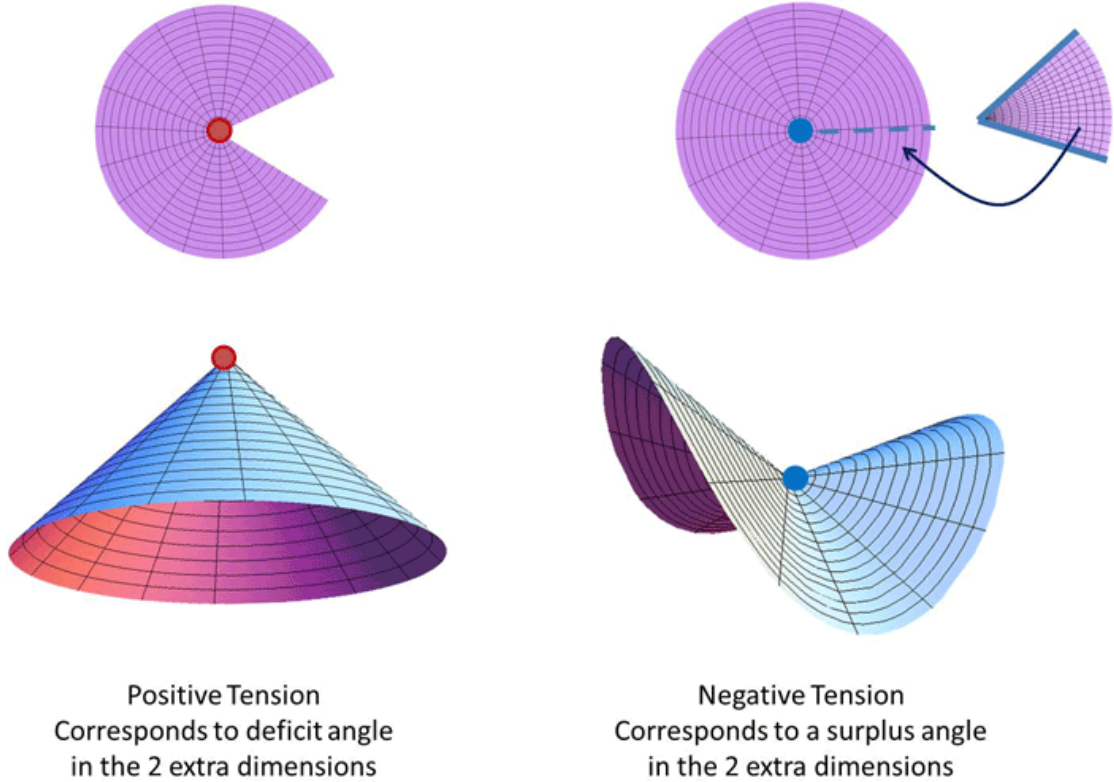 Positive Tension
Corresponds to deficit angle
in the 2 extra dimensions
Negative Tension
Corresponds to a surplus angle
in the 2 extra dimensions